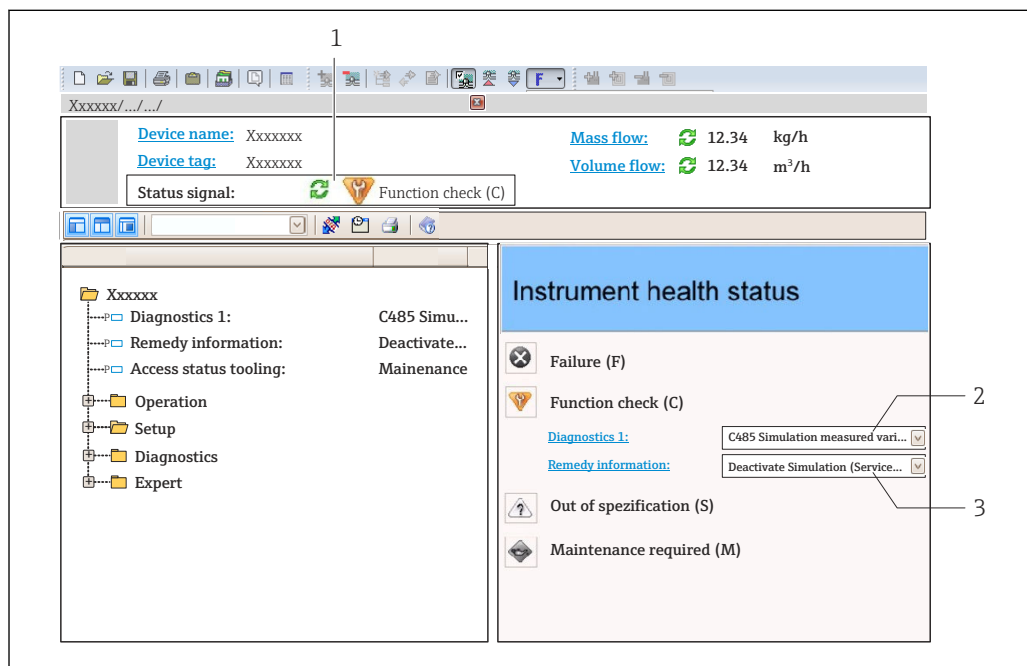 1
F
Xxxxxx/.../.../
Device name: Xxxxxxx
Mass flow: 12.34 kg/h
Device tag: Xxxxxxx
Volume flow: 12.34 m³/h
Status signal: Function check (C)
Xxxxxx
P Diagnostics 1: C485 Simu...
P Remedy information: Deactivate...
P Access status tooling: Mainenance
Operation
Setup
Diagnostics
Expert
Instrument health status
Failure (F)
Function check (C)
2
Diagnostics 1: C485 Simulation measured vari...
Remedy information: Deactivate Simulation (Service...
Out of spezification (S)
3
Maintenance required (M)